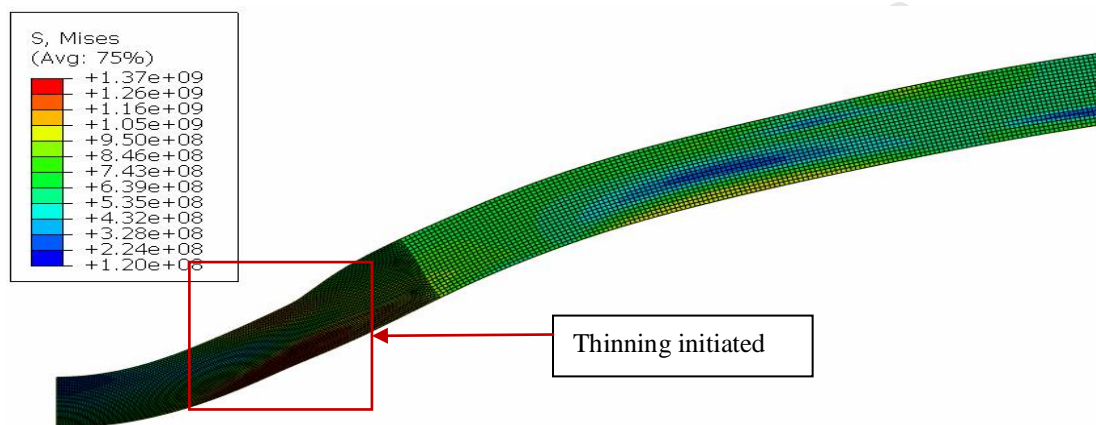 S, Mises
(Avg: 75%)
+1.37e+09
+1.26e+09
+1.16e+09
+1.05e+09
+9.50e+08
+8.46e+08
+7.43e+08
+6.39e+08
+5.35e+08
+4.32e+08
+3.28e+08
+2.24e+08
+1.20e+08
Thinning initiated